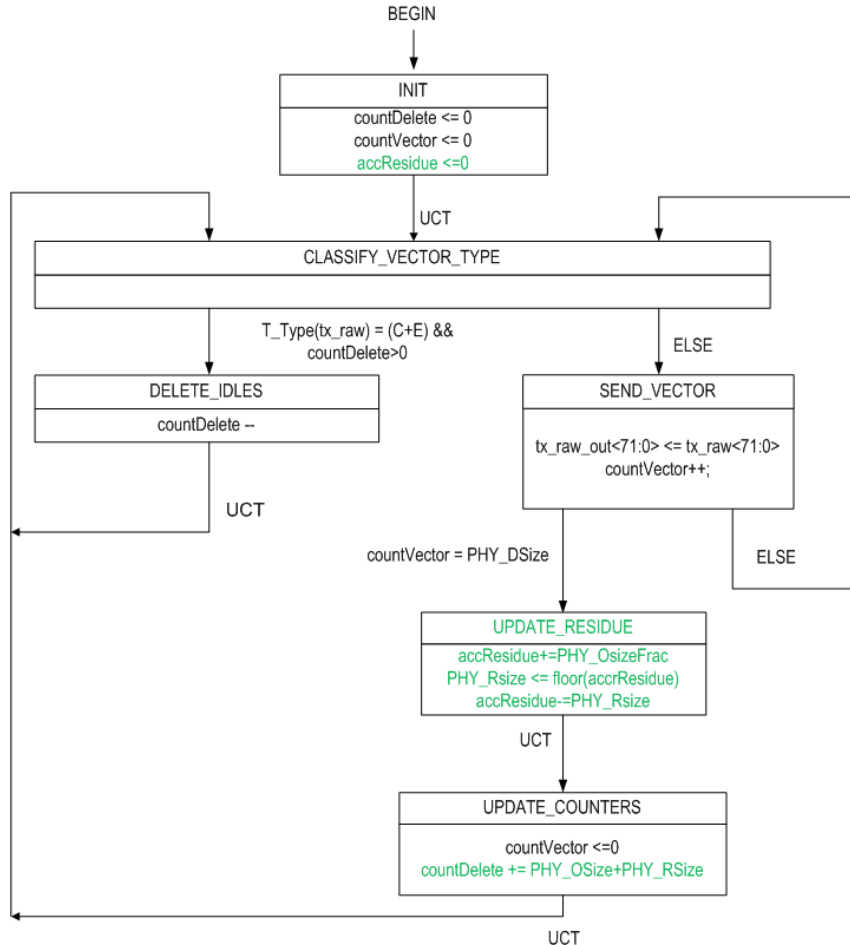 BEGIN
INIT
countDelete <= 0
countVector <= 0
accResidue <=0
UCT
CLASSIFY_VECTOR_TYPE
T_Type(tx_raw) = (C+E) &&
countDelete>0
ELSE
DELETE_IDLES
countDelete --
UCT
SEND_VECTOR
tx_raw_out<71:0> <= tx_raw<71:0>
countVector++;
countVector = PHY_DSize
ELSE
UPDATE_RESIDUE
accResidue+=PHY_OsizeFrac
PHY_Rsize <= floor(accrResidue)
accResidue-=PHY_Rsize
UCT
UPDATE_COUNTERS
countVector <=0
countDelete += PHY_OSize+PHY_RSize
UCT